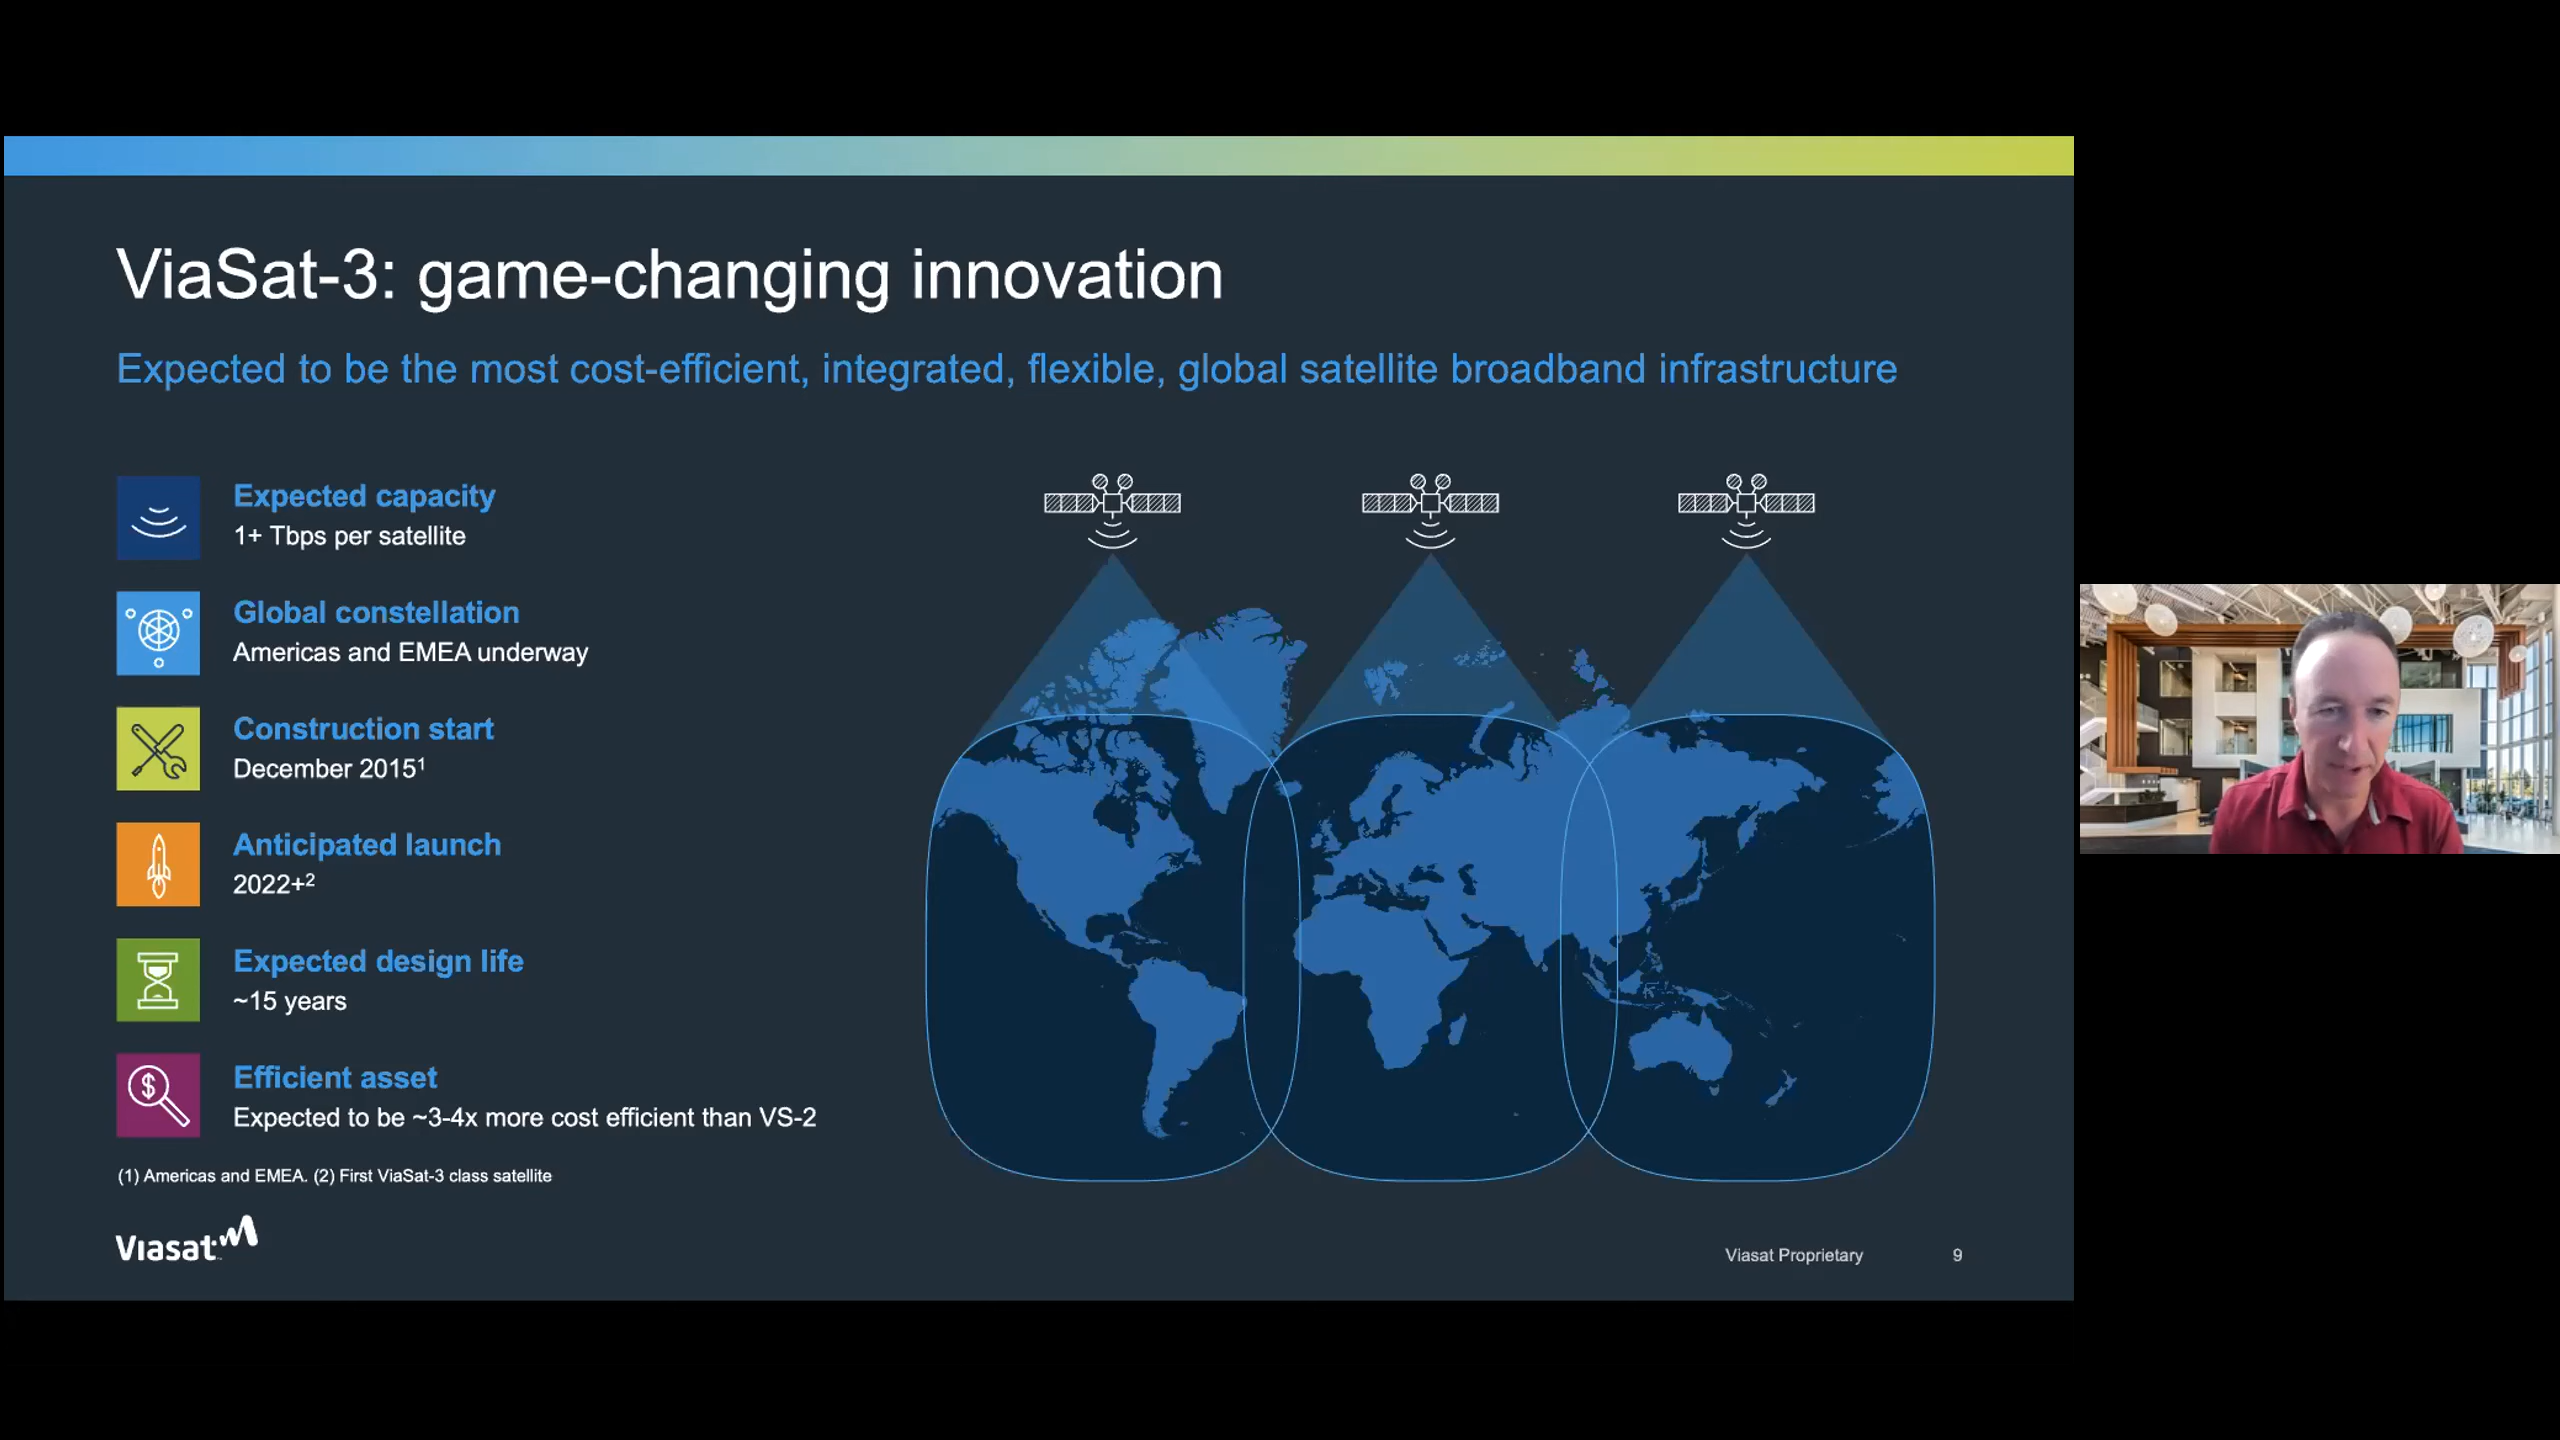 ViaSat-3: game-changing innovation
Expected to be the most cost-efficient, integrated, flexible, global satellite broadband infrastructure
Expected capacity
1+ Tbps per satellite
Global constellation
Americas and EMEA underway
Construction start
December 2015¹
Anticipated launch
2022+²
Expected design life
~15 years
$
Efficient asset
Expected to be ~3-4x more cost efficient than VS-2
(1) Americas and EMEA. (2) First ViaSat-3 class satellite
Viasat™
Viasat Proprietary
9